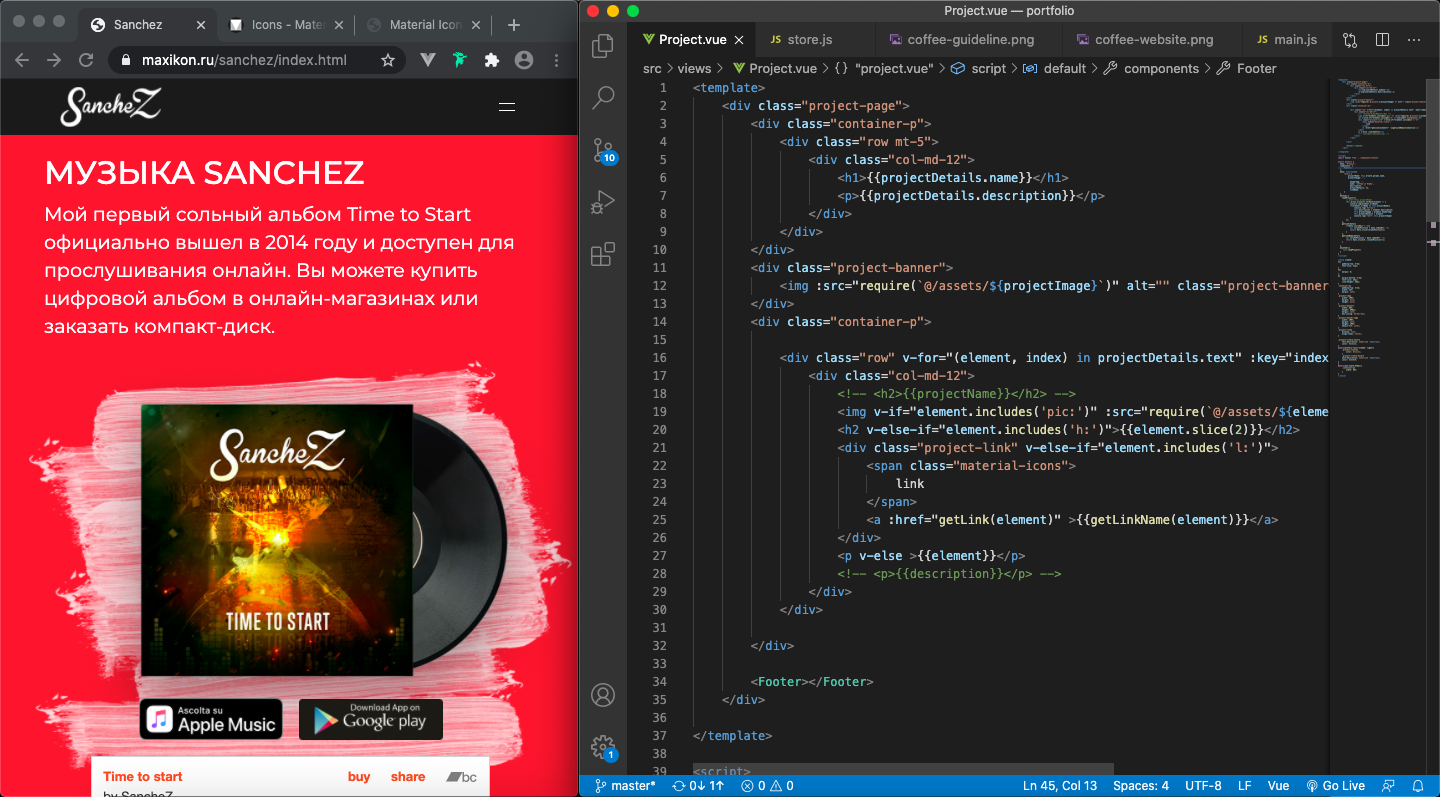 Sanchez
Icons - Mate
Material Icon
maxikon.ru/sanchez/index.html
SancheZ
МУЗЫКА SANCHEZ
Мой первый сольный альбом Time to Start
официально вышел в 2014 году и доступен для
прослушивания онлайн. Вы можете купить
цифровой альбом в онлайн-магазинах или
заказать компакт-диск.
SancheZ
TIME TO START
Ascolta su
Apple Music
Download App on
Google play
Time to start
buy
share
bc
by SancheZ
Project.vue — portfolio
Project.vue
JS store.js
coffee-guideline.png
coffee-website.png
JS main.js
src > views > Project.vue > {} "project.vue" > script > default > components > Footer
10
1
1 <template>
2 <div class="project-page">
3 <div class="container-p">
4 <div class="row mt-5">
5 <div class="col-md-12">
6 <h1>{{projectDetails.name}}</h1>
7 <p>{{projectDetails.description}}</p>
8 </div>
9 </div>
10 </div>
11 <div class="project-banner">
12 <img :src="require(`@/assets/${projectImage}`)" alt="" class="project-banner
13 </div>
14 <div class="container-p">
15
16 <div class="row" v-for="(element, index) in projectDetails.text" :key="index
17 <div class="col-md-12">
18 <!-- <h2>{{projectName}}</h2> -->
19 <img v-if="element.includes('pic:')" :src="require(`@/assets/${eleme
20 <h2 v-else-if="element.includes('h:')">{{element.slice(2)}}</h2>
21 <div class="project-link" v-else-if="element.includes('l:')">
22 <span class="material-icons">
23 link
24 </span>
25 <a :href="getLink(element)" >{{getLinkName(element)}}</a>
26 </div>
27 <p v-else >{{element}}</p>
28 <!-- <p>{{description}}</p> -->
29 </div>
30 </div>
31
32 </div>
33
34 <Footer></Footer>
35 </div>
36
37 </template>
38
39 <script>
master*
0↓ 1↑
0
0
Ln 45, Col 13
Spaces: 4
UTF-8
LF
Vue
Go Live